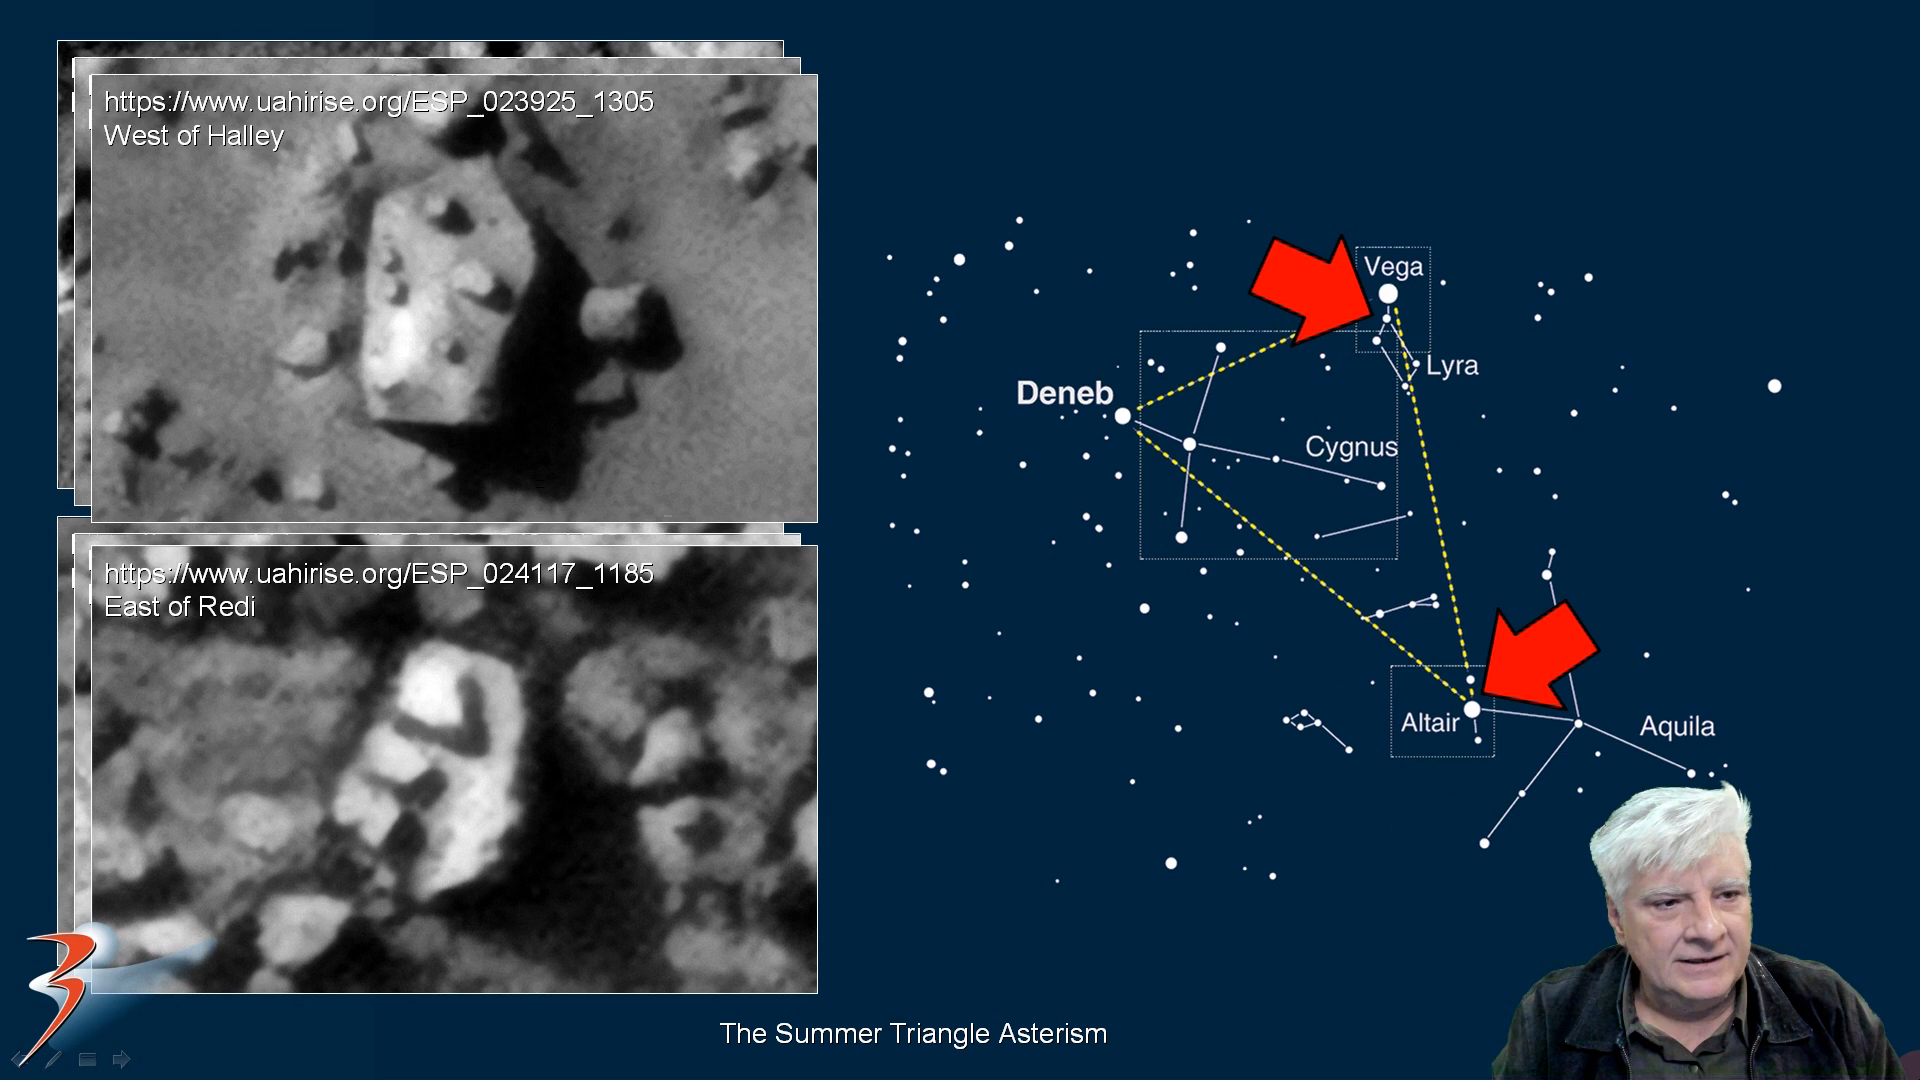 https://www.uahirise.org/ESP_023925_1305
West of Halley
https://www.uahirise.org/ESP_024117_1185
East of Redi
Vega
Lyra
Deneb
Cygnus
Altair
Aquila
The Summer Triangle Asterism